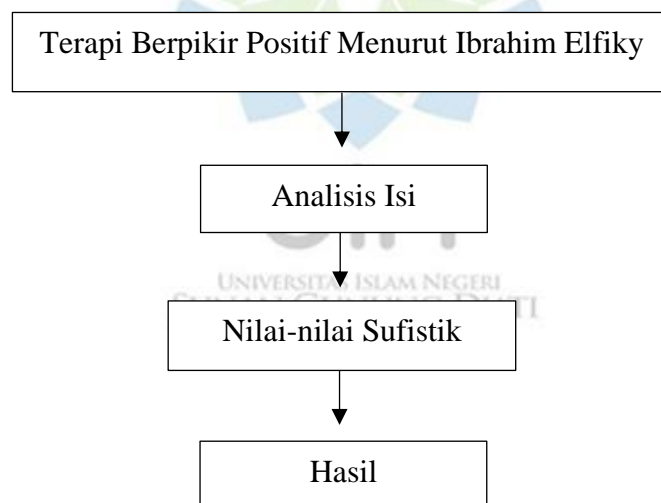 Terapi Berpikir Positif Menurut Ibrahim Elfiky
Analisis Isi
UNIVERSITAS ISLAM NEGERI
Nilai-nilai Sufistik
Hasil